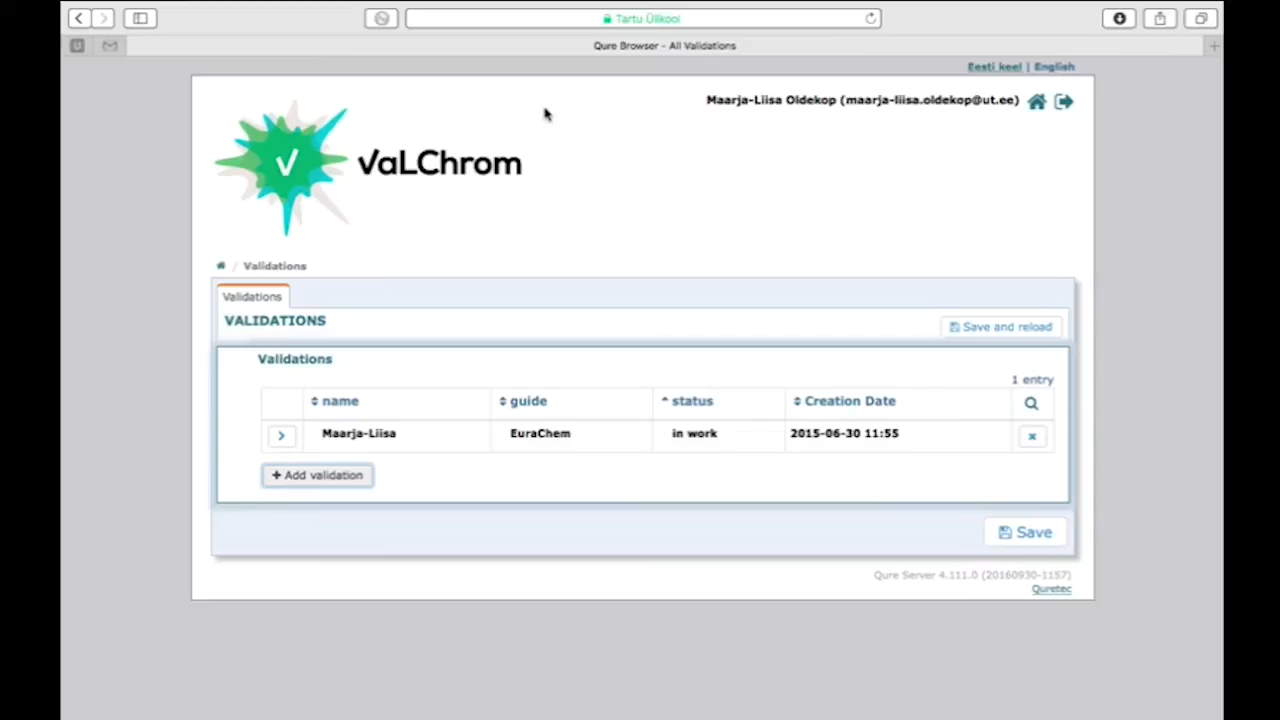 Tartu Ülikool
Qure Browser - All Validations
Eesti keel | English
Maarja-Liisa Oldekop (maarja-liisa.oldekop@ut.ee)
VaLChrom
/ Validations
Validations
VALIDATIONS
Save and reload
Validations
1 entry
name guide status Creation Date
Maarja-Liisa EuraChem in work 2015-06-30 11:55
+ Add validation
Save
Qure Server 4.111.0 (20160930-1157)
Quretec